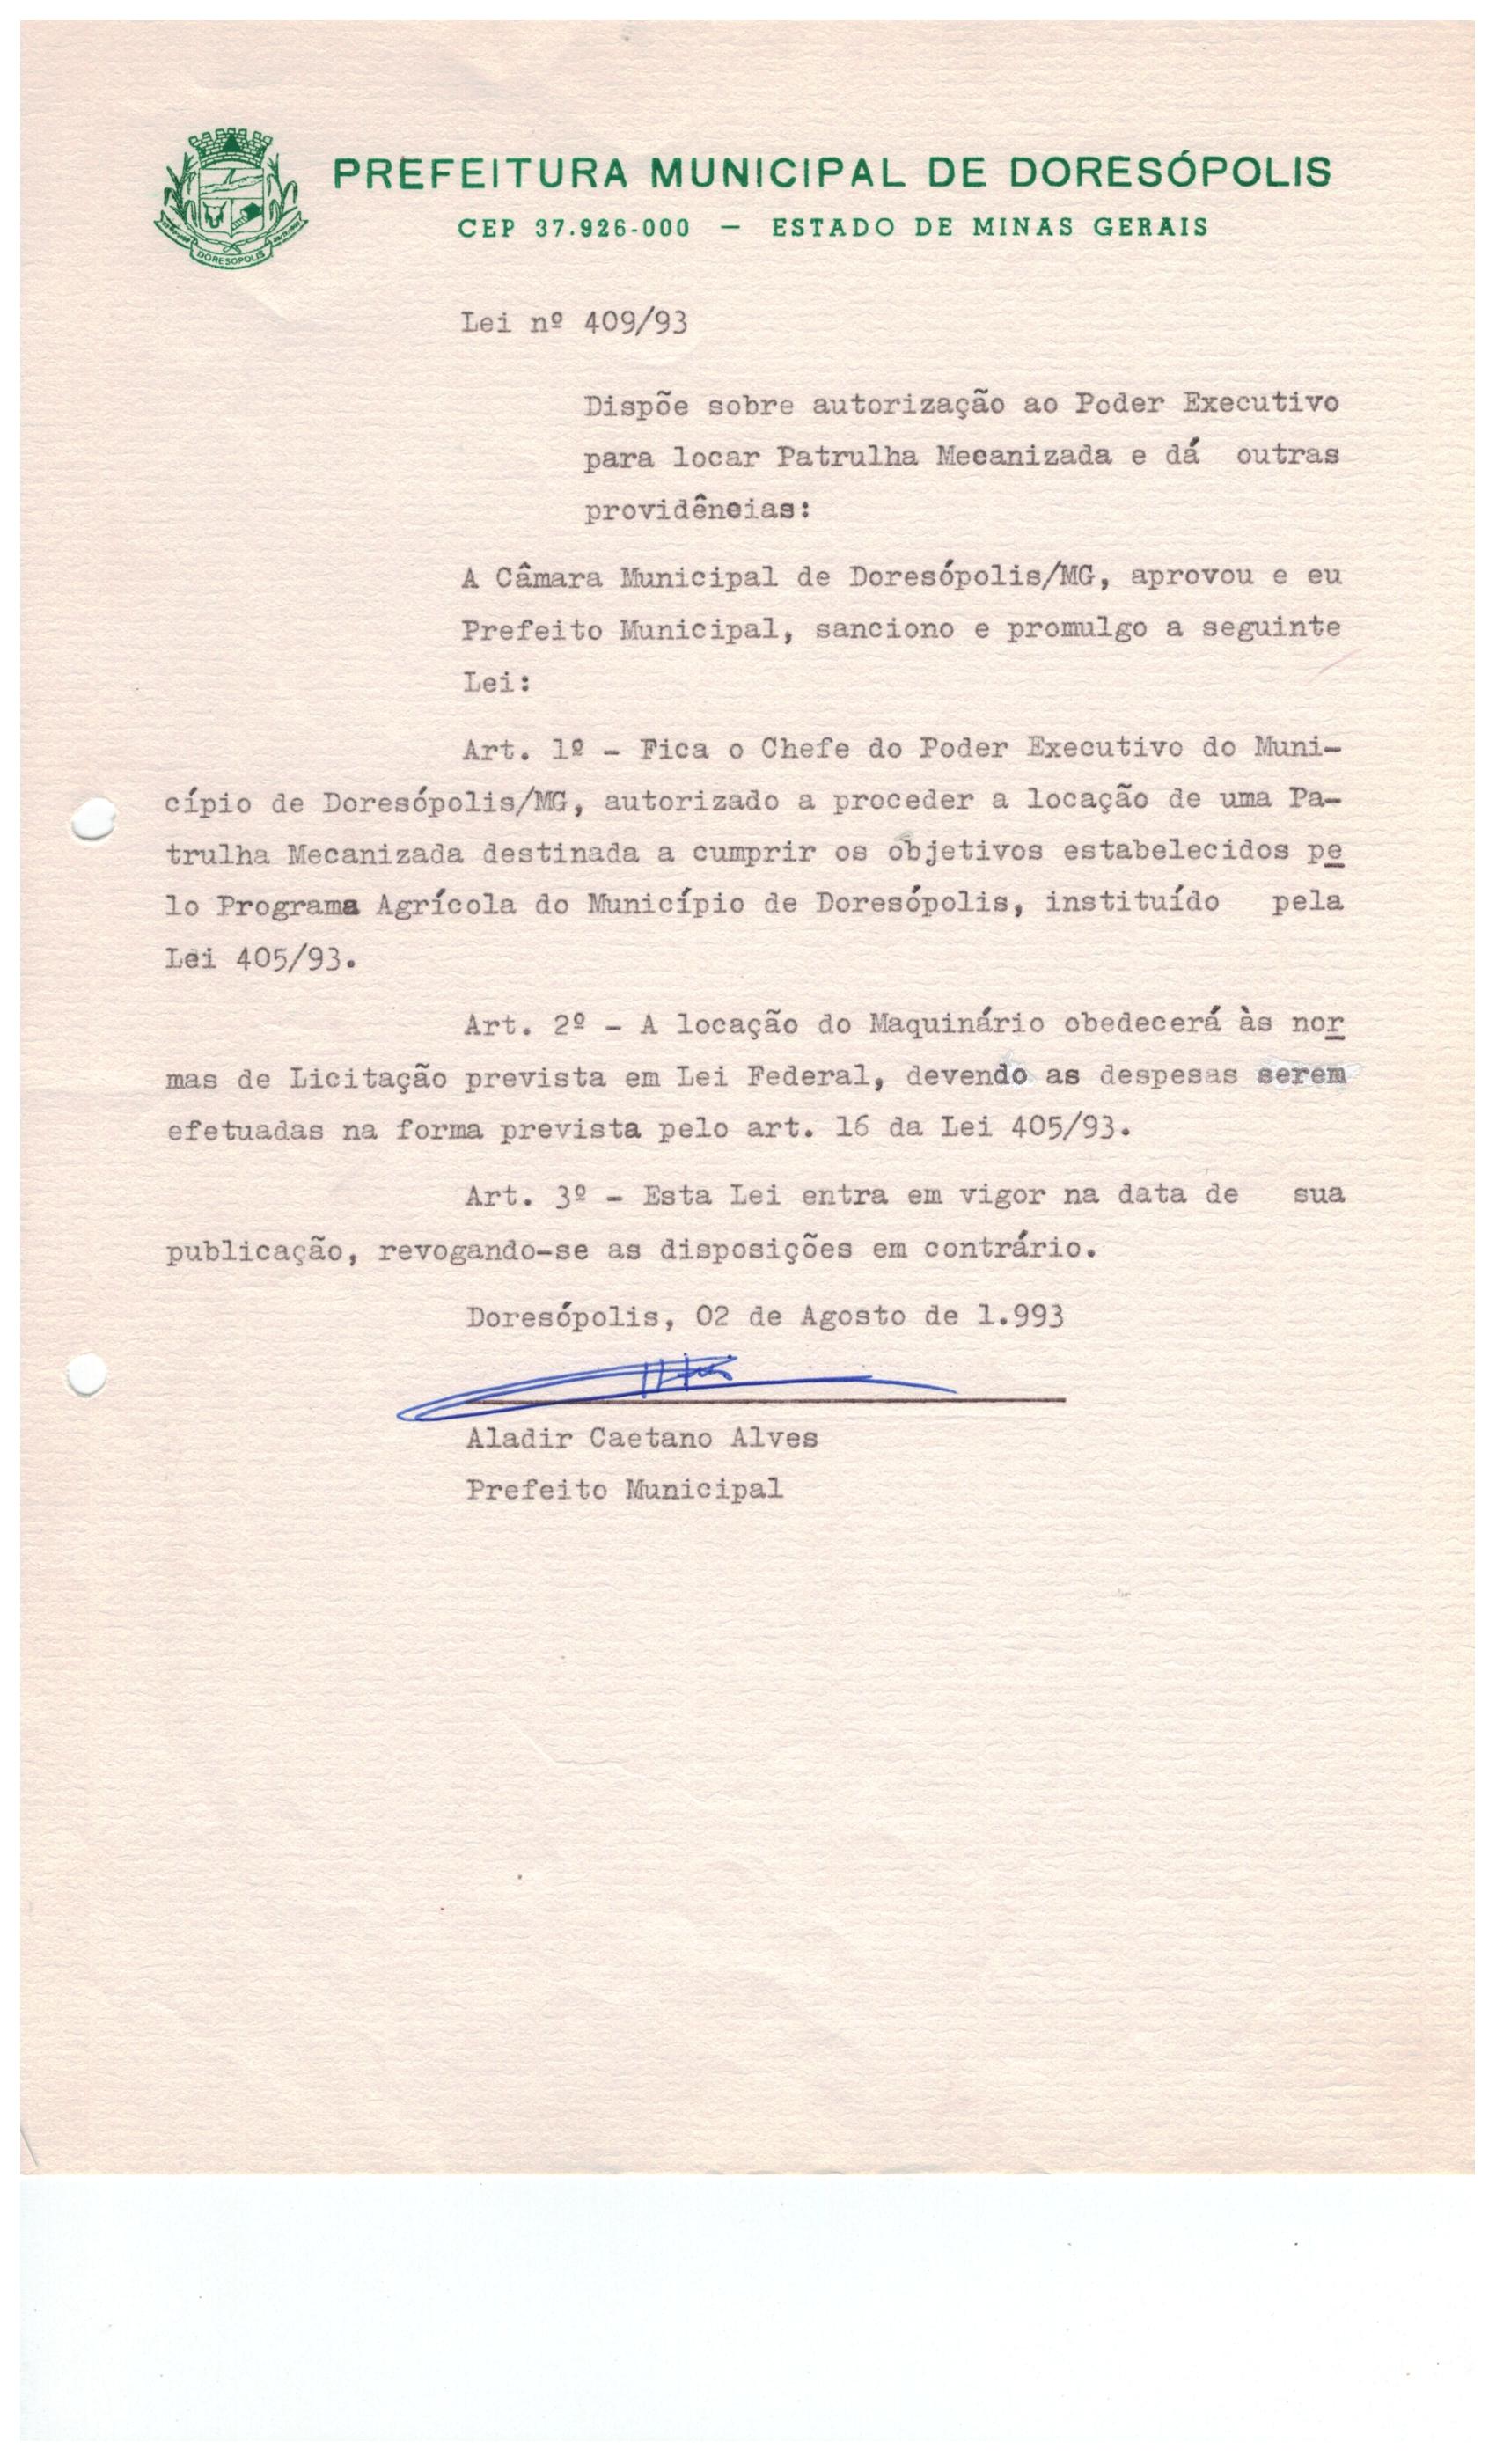 PREFEITURA MUNICIPAL DE DORESÓPOLIS
CEP 37.926-000 — ESTADO DE MINAS GERAIS
DORESÓPOLIS
Lei nº 409/93
Dispõe sobre autorização ao Poder Executivo
para locar Patrulha Mecanizada e dá outras
providências:
A Câmara Municipal de Doresópolis/MG, aprovou e eu
Prefeito Municipal, sanciono e promulgo a seguinte
Lei:
Art. 1º - Fica o Chefe do Poder Executivo do Muni-
cípio de Doresópolis/MG, autorizado a proceder a locação de uma Pa-
trulha Mecanizada destinada a cumprir os objetivos estabelecidos pe
lo Programa Agrícola do Município de Doresópolis, instituído pela
Lei 405/93.
Art. 2º - A locação do Maquinário obedecerá às nor
mas de Licitação prevista em Lei Federal, devendo as despesas serem
efetuadas na forma prevista pelo art. 16 da Lei 405/93.
Art. 3º - Esta Lei entra em vigor na data de sua
publicação, revogando-se as disposições em contrário.
Doresópolis, 02 de Agosto de 1.993
Aladir Caetano Alves
Prefeito Municipal